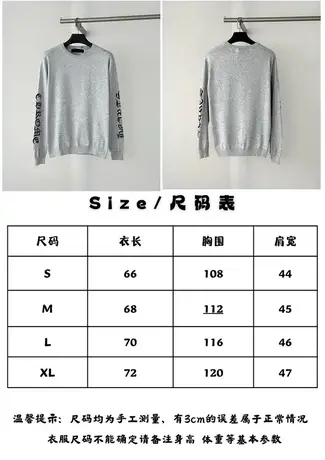 Size/尺码表
尺码 衣长 胸围 肩宽
S 66 108 44
M 68 112 45
L 70 116 46
XL 72 120 47
温馨提示: 尺码均为手工测量、有3cm的误差属于正常情况
衣服尺码不能确定请备注身高 体重等基本参数